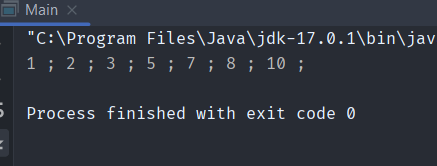 Main
"C:\Program Files\Java\jdk-17.0.1\bin\jav
1 ; 2 ; 3 ; 5 ; 7 ; 8 ; 10 ;
Process finished with exit code 0